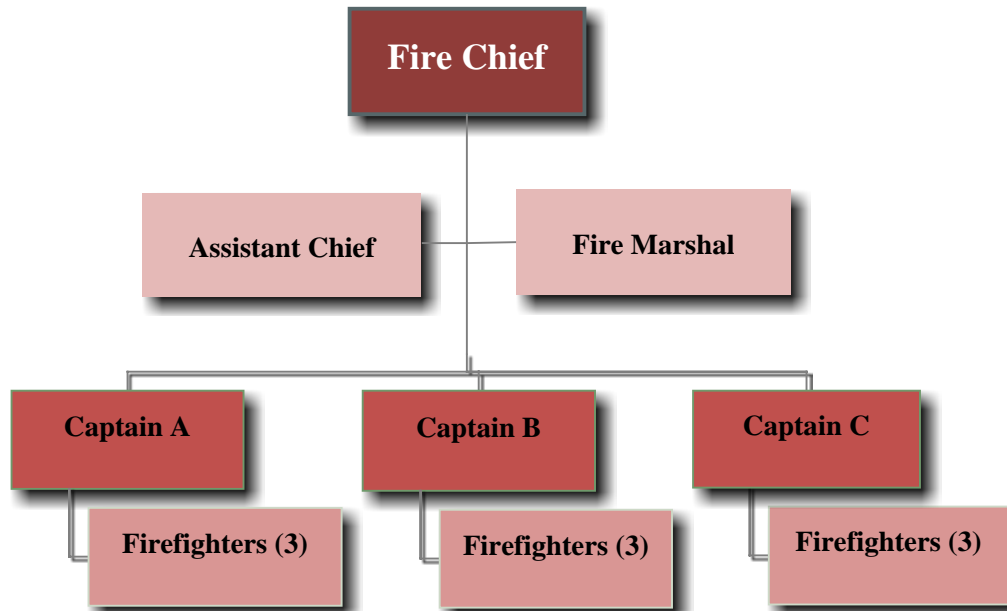 Fire Chief
Assistant Chief
Fire Marshal
Captain A
Captain B
Captain C
Firefighters (3)
Firefighters (3)
Firefighters (3)